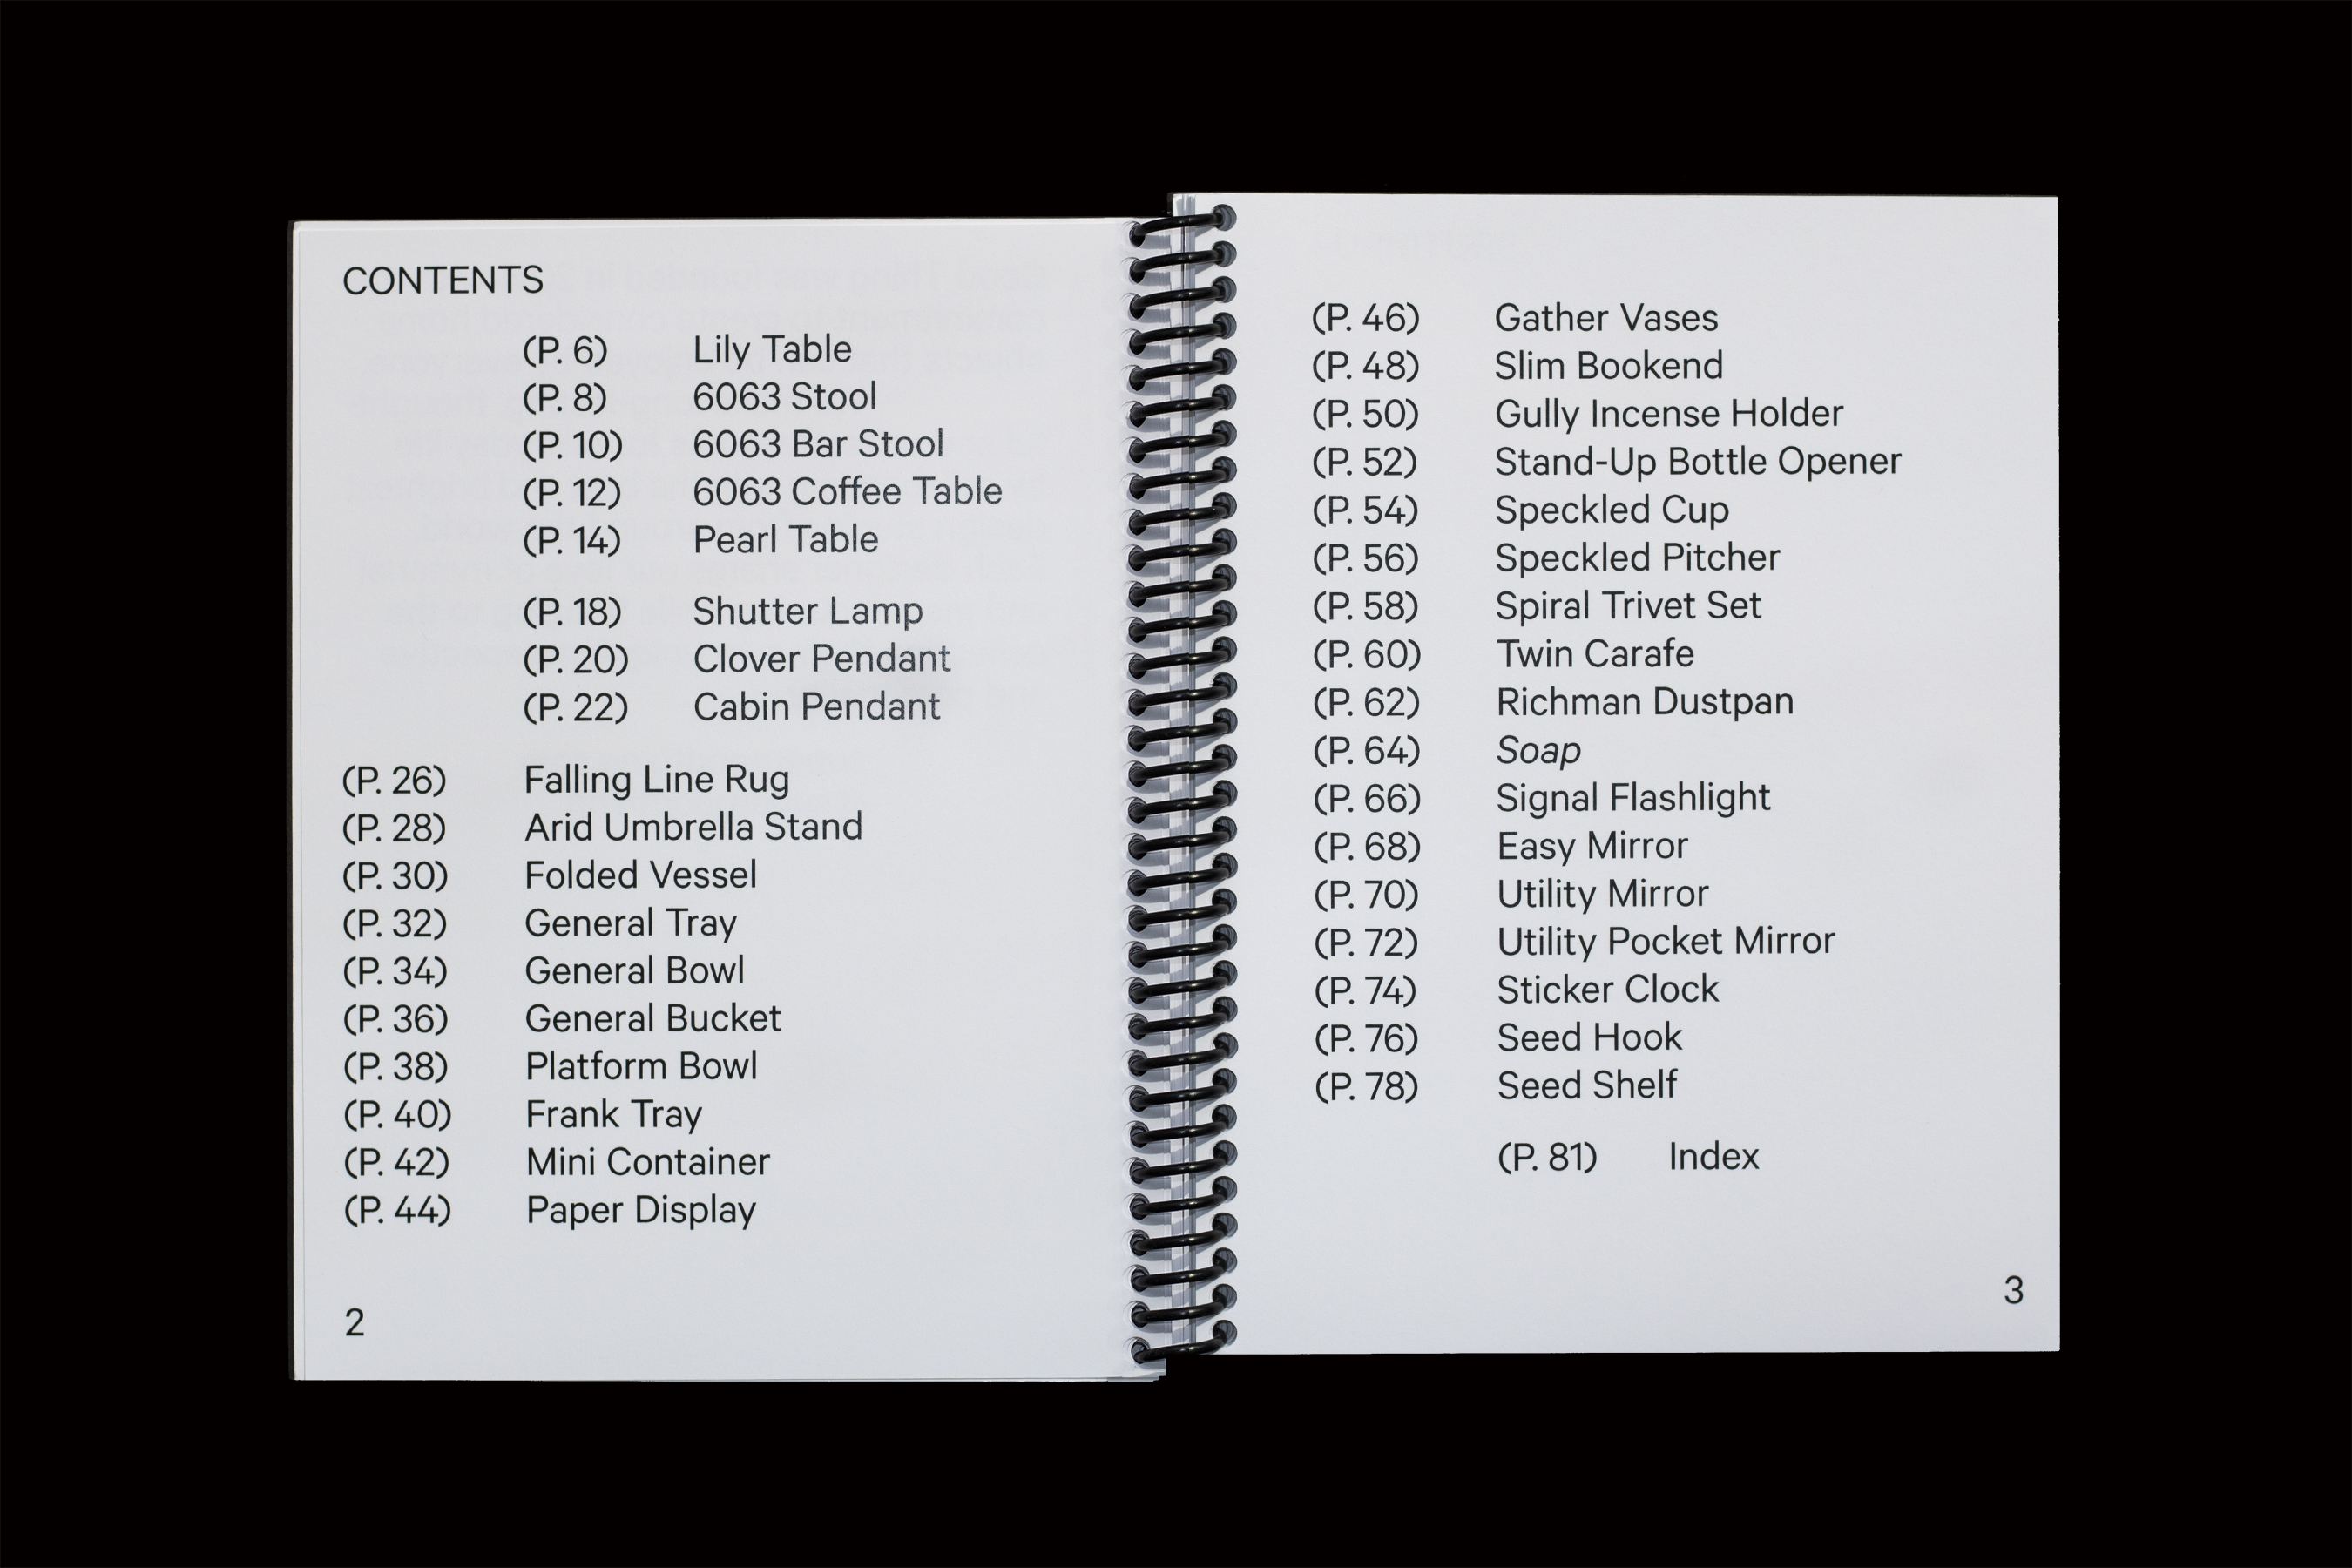 CONTENTS
(P. 6) Lily Table
(P. 8) 6063 Stool
(P. 10) 6063 Bar Stool
(P. 12) 6063 Coffee Table
(P. 14) Pearl Table
(P. 18) Shutter Lamp
(P. 20) Clover Pendant
(P. 22) Cabin Pendant
(P. 26) Falling Line Rug
(P. 28) Arid Umbrella Stand
(P. 30) Folded Vessel
(P. 32) General Tray
(P. 34) General Bowl
(P. 36) General Bucket
(P. 38) Platform Bowl
(P. 40) Frank Tray
(P. 42) Mini Container
(P. 44) Paper Display
2
(P. 46) Gather Vases
(P. 48) Slim Bookend
(P. 50) Gully Incense Holder
(P. 52) Stand-Up Bottle Opener
(P. 54) Speckled Cup
(P. 56) Speckled Pitcher
(P. 58) Spiral Trivet Set
(P. 60) Twin Carafe
(P. 62) Richman Dustpan
(P. 64) Soap
(P. 66) Signal Flashlight
(P. 68) Easy Mirror
(P. 70) Utility Mirror
(P. 72) Utility Pocket Mirror
(P. 74) Sticker Clock
(P. 76) Seed Hook
(P. 78) Seed Shelf
(P. 81) Index
3